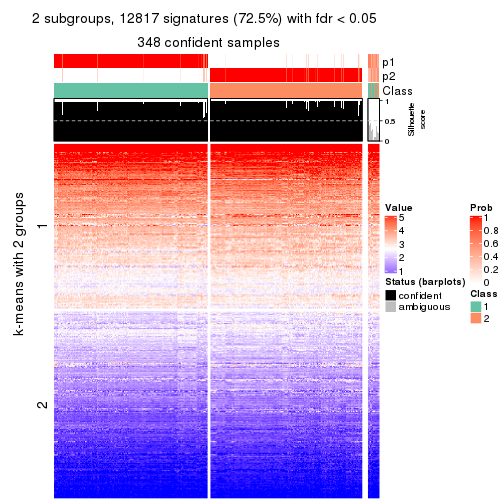 2 subgroups, 12817 signatures (72.5%) with fdr < 0.05
348 confident samples
p1
p2
Class
1
0.5
0
Silhouette
score
k-means with 2 groups
1
2
Value
5
4
3
2
1
Status (barplots)
confident
ambiguous
Prob
1
0.8
0.6
0.4
0.2
0
Class
1
2